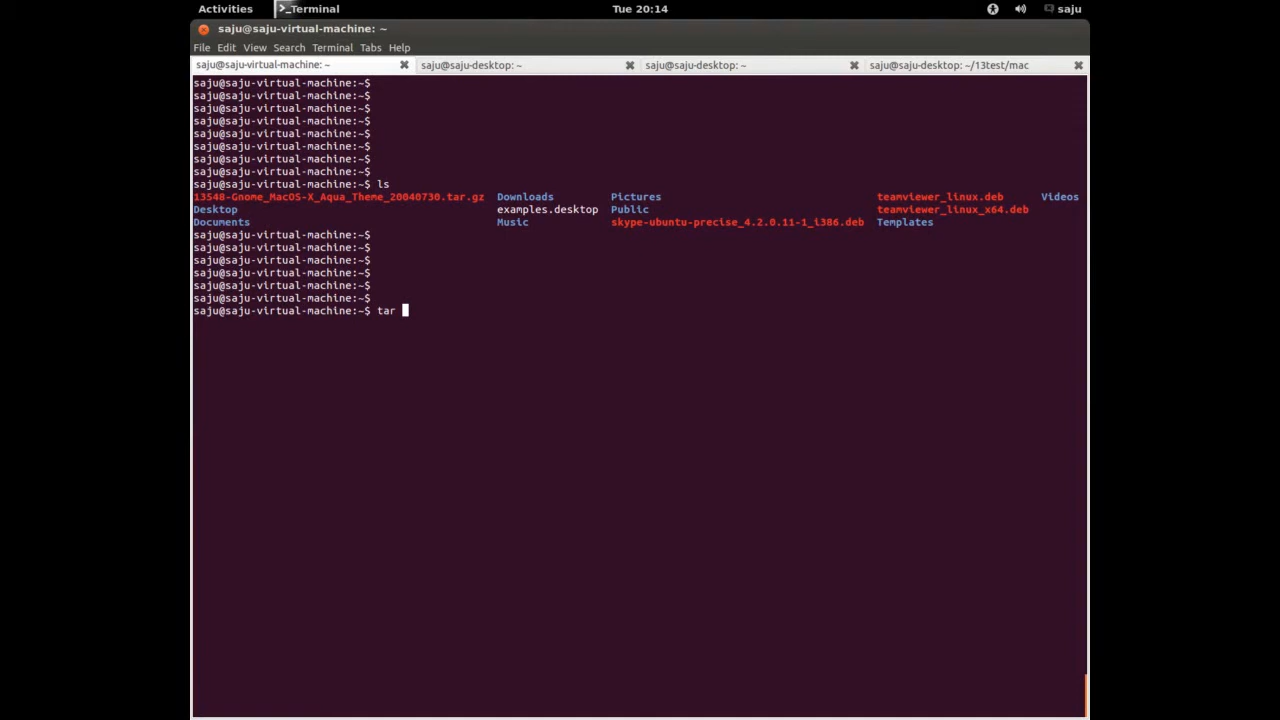 Activities >_Terminal Tue 20:14 saju
saju@saju-virtual-machine: ~
File Edit View Search Terminal Tabs Help
saju@saju-virtual-machine: ~ saju@saju-desktop: ~ saju@saju-desktop: ~ saju@saju-desktop: ~/13test/mac
saju@saju-virtual-machine:~$
saju@saju-virtual-machine:~$
saju@saju-virtual-machine:~$
saju@saju-virtual-machine:~$
saju@saju-virtual-machine:~$
saju@saju-virtual-machine:~$
saju@saju-virtual-machine:~$
saju@saju-virtual-machine:~$
saju@saju-virtual-machine:~$ ls
13548-Gnome_MacOS-X_Aqua_Theme_20040730.tar.gz Downloads Pictures teamviewer_linux.deb Videos
Desktop examples.desktop Public teamviewer_linux_x64.deb
Documents Music skype-ubuntu-precise_4.2.0.11-1_i386.deb Templates
saju@saju-virtual-machine:~$
saju@saju-virtual-machine:~$
saju@saju-virtual-machine:~$
saju@saju-virtual-machine:~$
saju@saju-virtual-machine:~$
saju@saju-virtual-machine:~$
saju@saju-virtual-machine:~$ tar